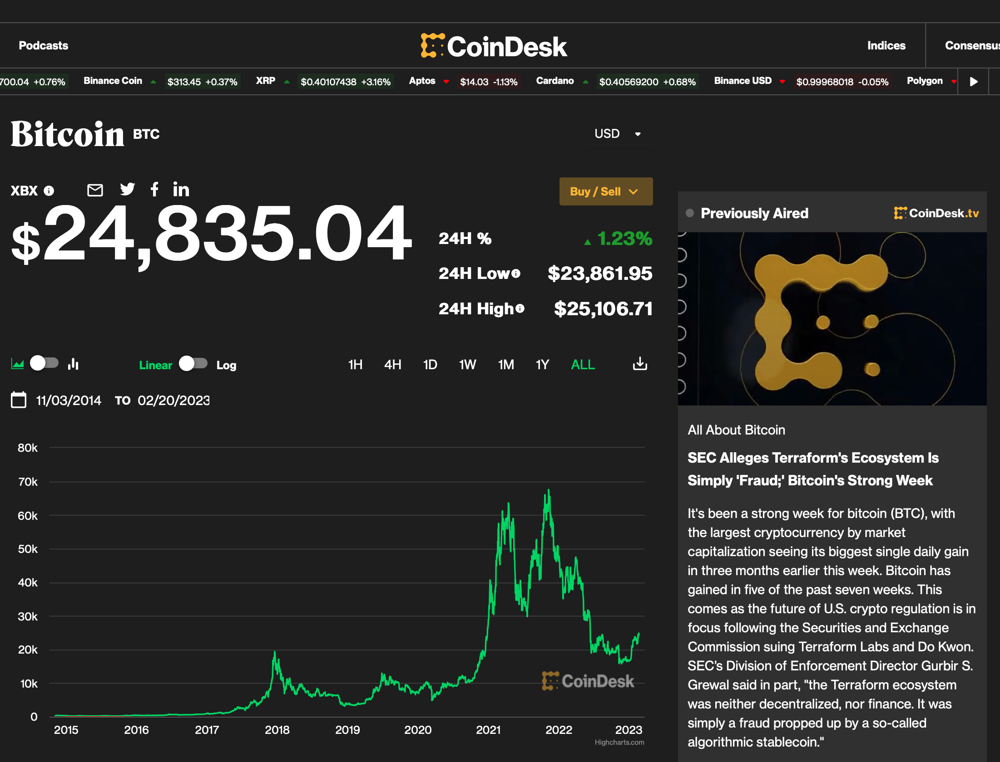 Podcasts
CoinDesk
Indices
Consensus
700.04 +0.76%
Binance Coin $313.45 +0.37%
XRP $0.40107438 +3.16%
Aptos $14.03 -1.13%
Cardano $0.40569200 +0.68%
Binance USD $0.99968018 -0.05%
Polygon
Bitcoin BTC
USD
XBX
Buy / Sell
$24,835.04
24H % 1.23%
24H Low $23,861.95
24H High $25,106.71
Linear Log
1H 4H 1D 1W 1M 1Y ALL
11/03/2014 TO 02/20/2023
80k
70k
60k
50k
40k
30k
20k
10k
0
CoinDesk
2015 2016 2017 2018 2019 2020 2021 2022 2023
Highcharts.com
Previously Aired
CoinDesk.tv
All About Bitcoin
SEC Alleges Terraform's Ecosystem Is
Simply 'Fraud;' Bitcoin's Strong Week
It's been a strong week for bitcoin (BTC), with
the largest cryptocurrency by market
capitalization seeing its biggest single daily gain
in three months earlier this week. Bitcoin has
gained in five of the past seven weeks. This
comes as the future of U.S. crypto regulation is in
focus following the Securities and Exchange
Commission suing Terraform Labs and Do Kwon.
SEC’s Division of Enforcement Director Gurbir S.
Grewal said in part, "the Terraform ecosystem
was neither decentralized, nor finance. It was
simply a fraud propped up by a so-called
algorithmic stablecoin."